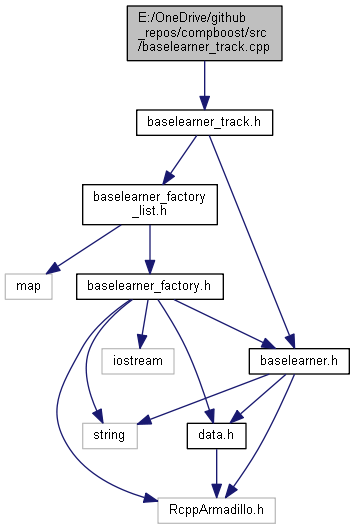 E:/OneDrive/github
_repos/compboost/src
/baselearner_track.cpp
baselearner_track.h
baselearner_factory
_list.h
map
baselearner_factory.h
iostream
baselearner.h
string
data.h
RcppArmadillo.h